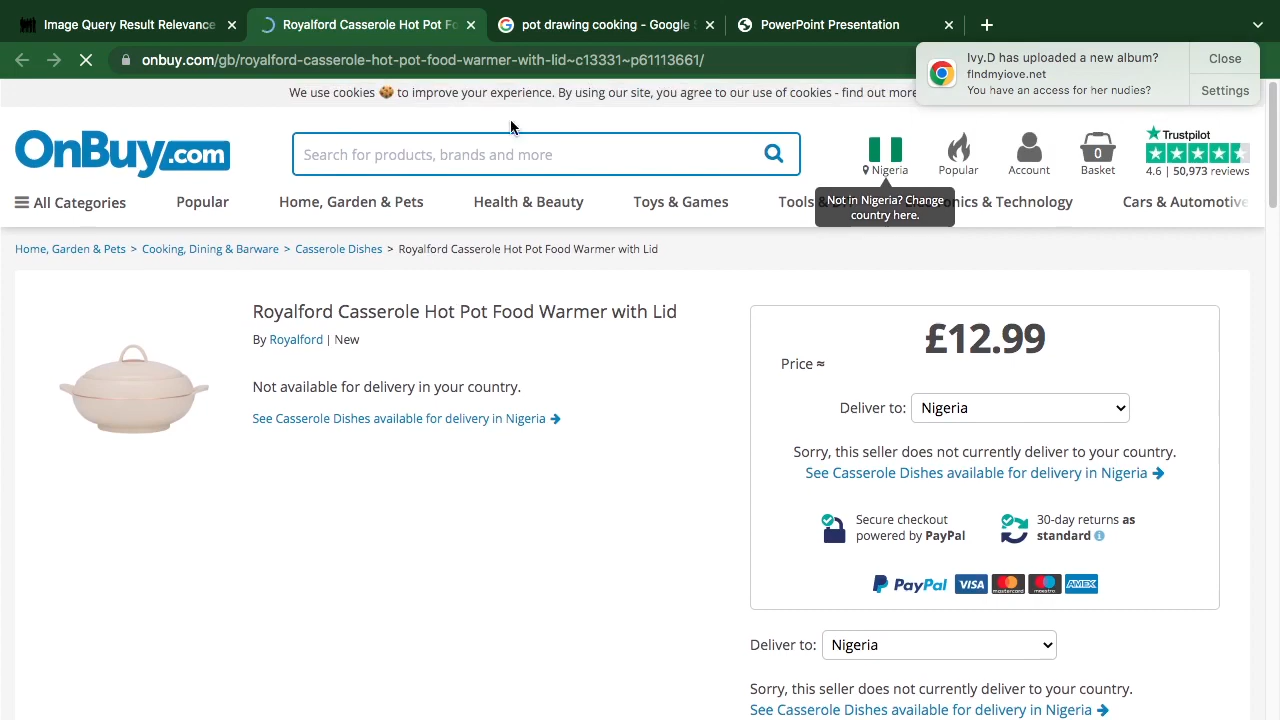 Image Query Result Relevance
Royalford Casserole Hot Pot Fo
pot drawing cooking - Google S
PowerPoint Presentation
onbuy.com/gb/royalford-casserole-hot-pot-food-warmer-with-lid~c13331~p61113661/
Ivy.D has uploaded a new album?
findmyiove.net
You have an access for her nudies?
Close
Settings
We use cookies 🍪 to improve your experience. By using our site, you agree to our use of cookies - find out more
OnBuy.com
Search for products, brands and more
Nigeria
Popular
Account
0
Basket
Trustpilot
4.6 | 50,973 reviews
All Categories
Popular
Home, Garden & Pets
Health & Beauty
Toys & Games
Tools &
onics & Technology
Cars & Automotive
Not in Nigeria? Change
country here.
Home, Garden & Pets > Cooking, Dining & Barware > Casserole Dishes > Royalford Casserole Hot Pot Food Warmer with Lid
Royalford Casserole Hot Pot Food Warmer with Lid
By Royalford | New
Not available for delivery in your country.
See Casserole Dishes available for delivery in Nigeria
£12.99
Price ≈
Deliver to: Nigeria
Sorry, this seller does not currently deliver to your country.
See Casserole Dishes available for delivery in Nigeria
Secure checkout
powered by PayPal
30-day returns as
standard
PayPal VISA mastercard maestro AMEX
Deliver to: Nigeria
Sorry, this seller does not currently deliver to your country.
See Casserole Dishes available for delivery in Nigeria